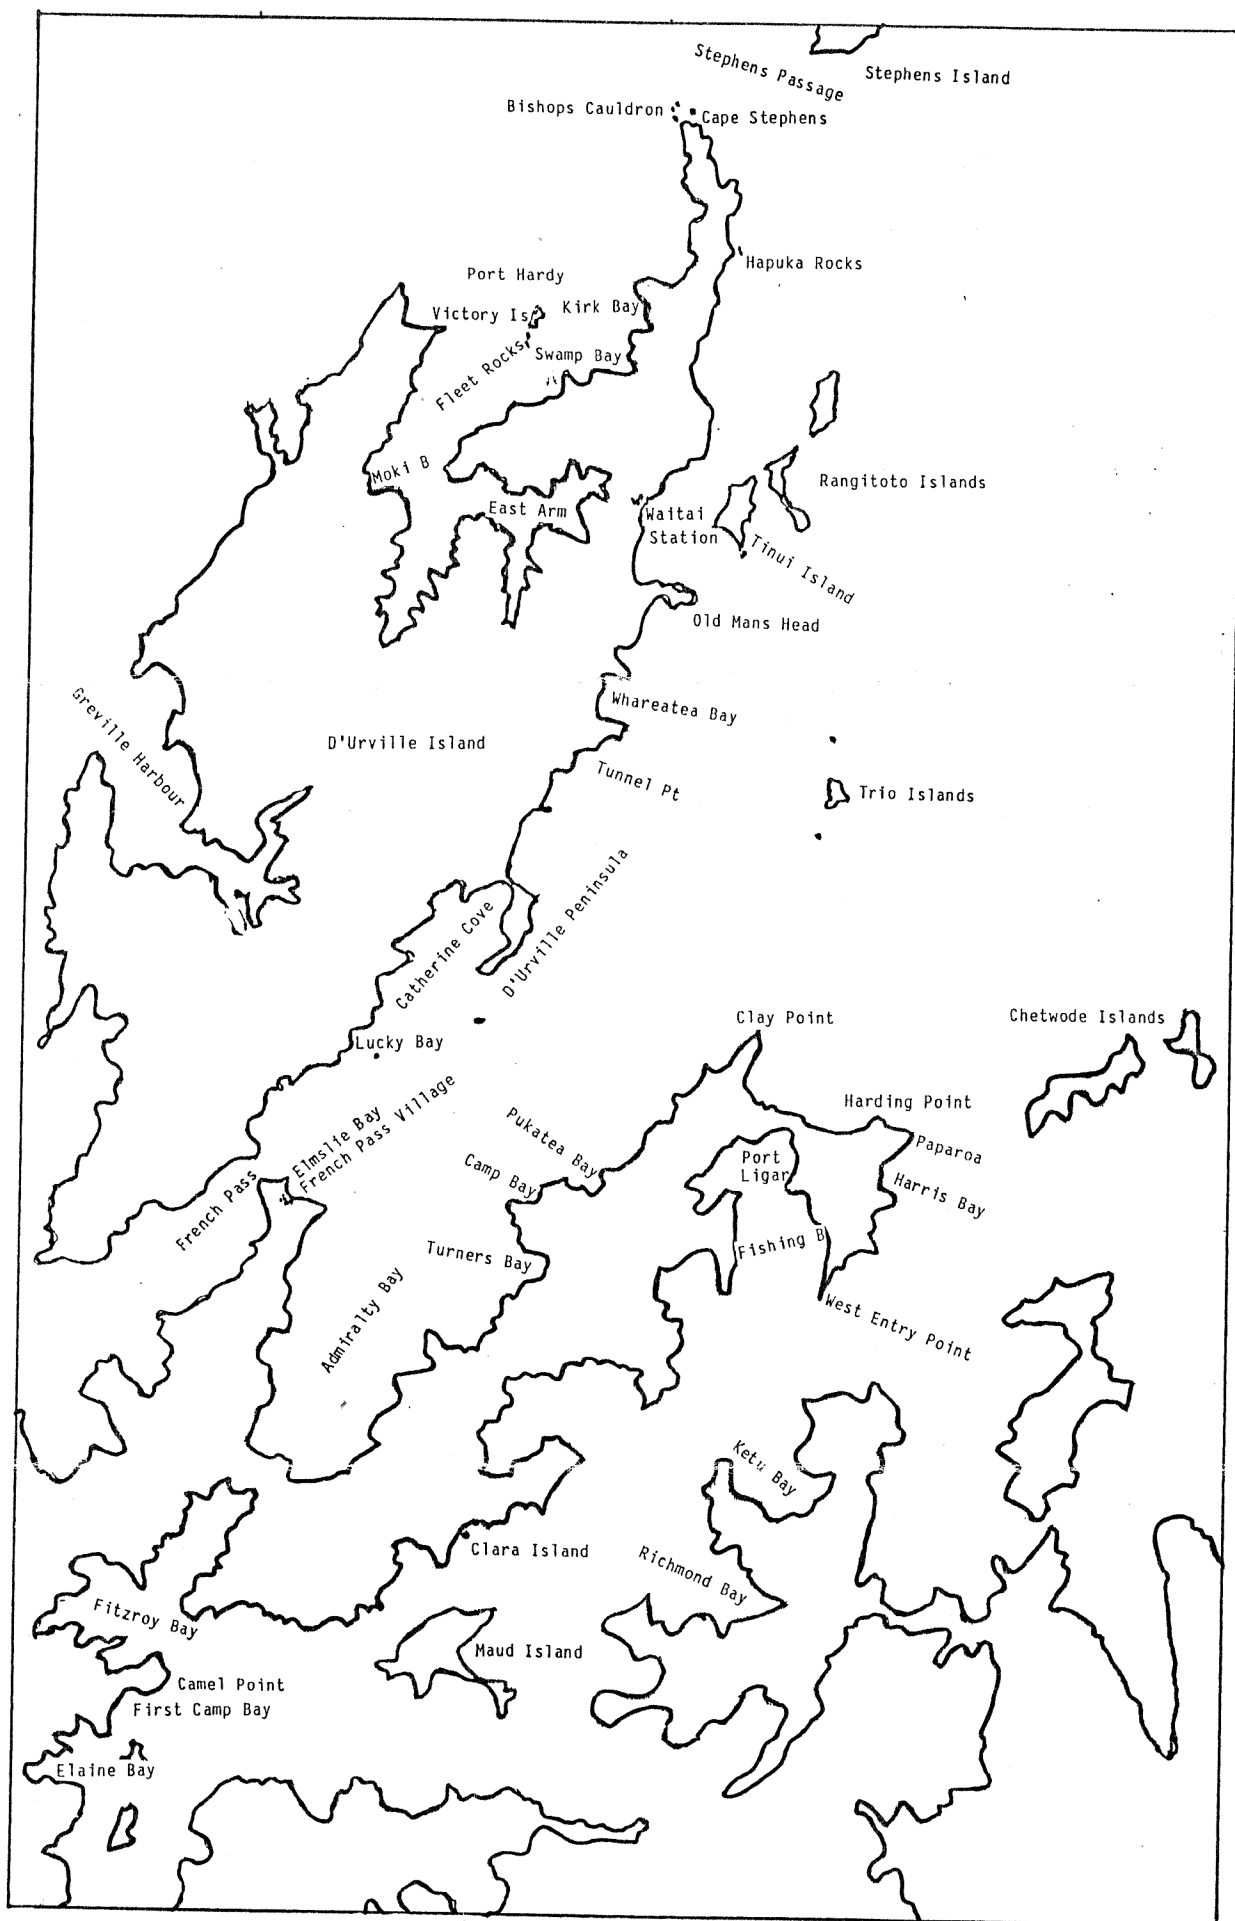 Stephens Passage
Stephens Island
Bishops Cauldron
Cape Stephens
Hapuka Rocks
Port Hardy
Victory Is
Kirk Bay
Fleet Rocks
Swamp Bay
Moki B
East Arm
Rangitoto Islands
Waitai
Station
Tinui Island
Old Mans Head
Greville Harbour
Whareatea Bay
D'Urville Island
Tunnel Pt
Trio Islands
Catherine Cove
D'Urville Peninsula
Lucky Bay
Clay Point
Chetwode Islands
Elmslie Bay
French Pass Village
French Pass
Pukatea Bay
Camp Bay
Harding Point
Paparoa
Port
Ligar
Harris Bay
Turners Bay
Fishing B
Admiralty Bay
West Entry Point
Ketu Bay
Clara Island
Richmond Bay
Fitzroy Bay
Maud Island
Camel Point
First Camp Bay
Elaine Bay